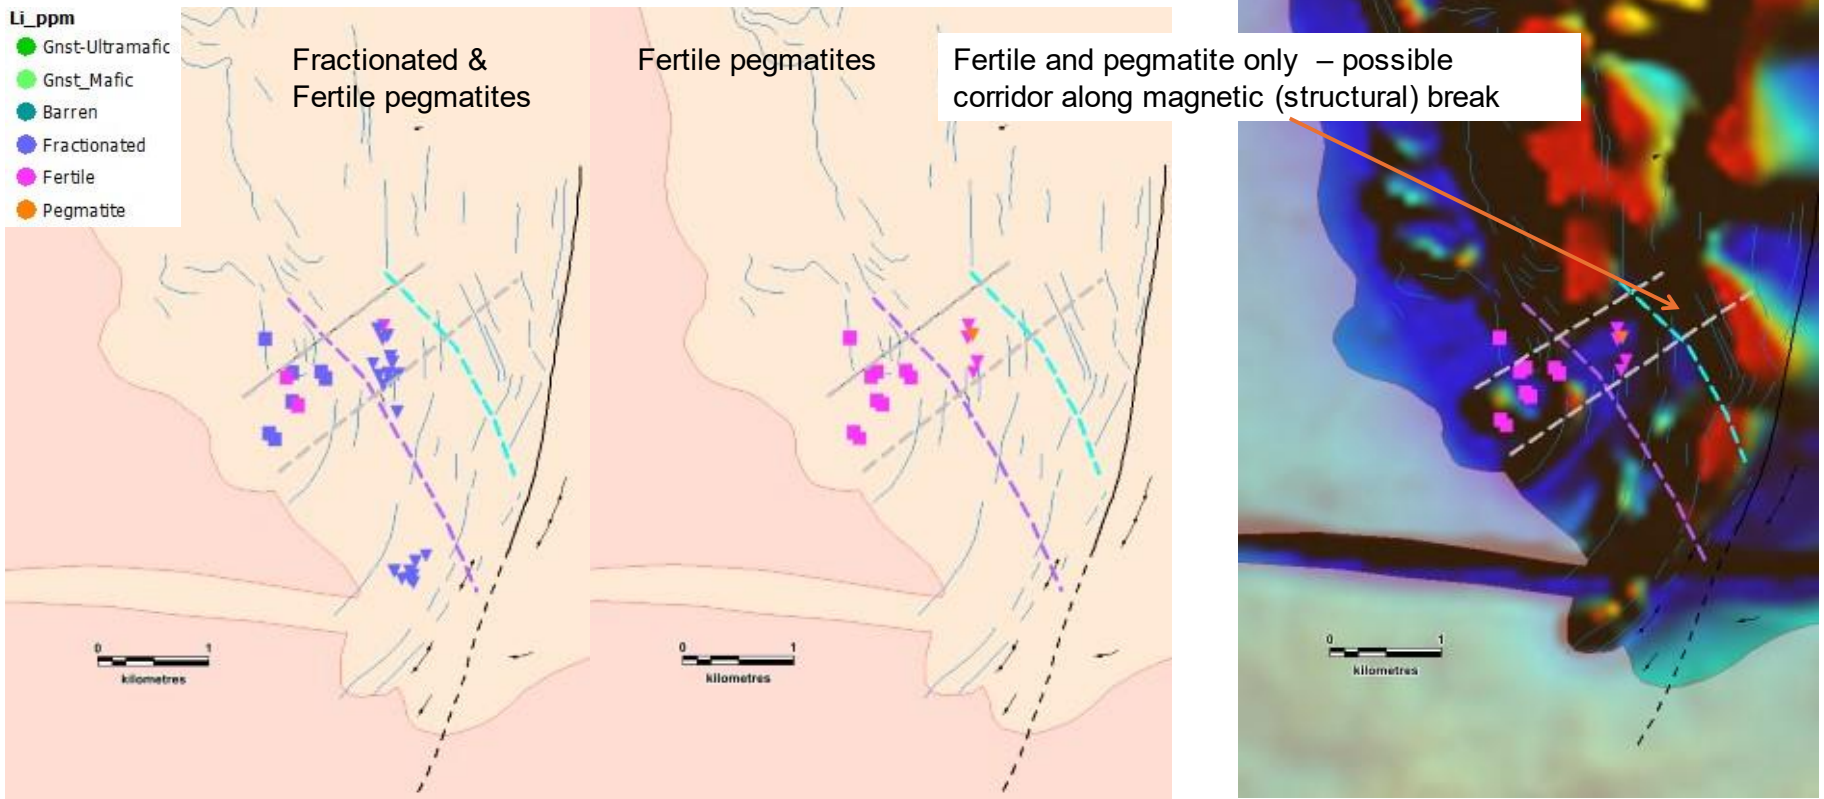 Li_ppm
Gnst-Ultramafic
Gnst_Mafic
Barren
Fractionated
Fertile
Pegmatite
Fractionated &
Fertile pegmatites
Fertile pegmatites
Fertile and pegmatite only – possible
corridor along magnetic (structural) break
0 1
kilometres
0 1
kilometres
0 1
kilometres